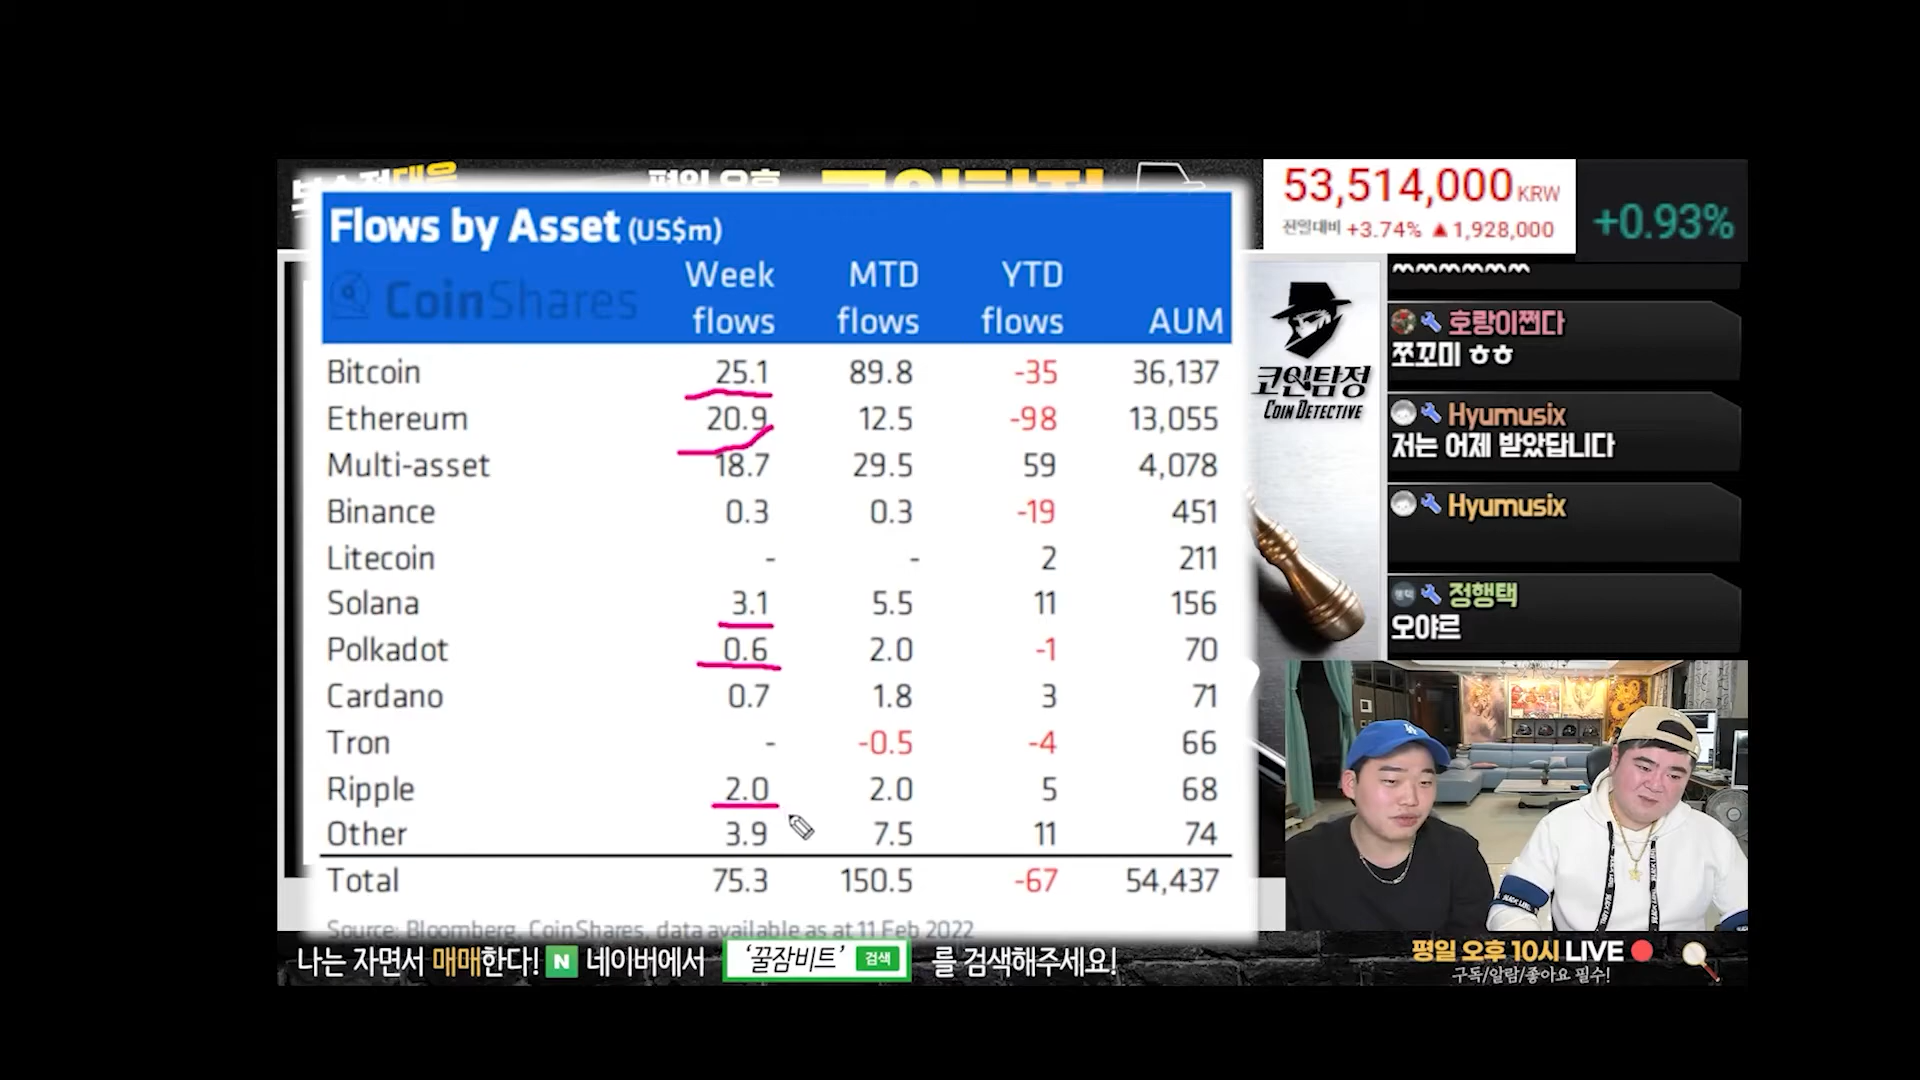 평일 오후
53,514,000 KRW
전일대비 +3.74% ▲1,928,000
+0.93%
Flows by Asset (US$m)
CoinShares
Week flows MTD flows YTD flows AUM
Bitcoin 25.1 89.8 -35 36,137
Ethereum 20.9 12.5 -98 13,055
Multi-asset 18.7 29.5 59 4,078
Binance 0.3 0.3 -19 451
Litecoin - - 2 211
Solana 3.1 5.5 11 156
Polkadot 0.6 2.0 -1 70
Cardano 0.7 1.8 3 71
Tron - -0.5 -4 66
Ripple 2.0 2.0 5 68
Other 3.9 7.5 11 74
Total 75.3 150.5 -67 54,437
Source: Bloomberg, CoinShares, data available as at 11 Feb 2022
코인탐정
COIN DETECTIVE
호랑이쩐다
쪼꼬미 ㅎㅎ
Hyumusix
저는 어제 받았답니다
Hyumusix
정행택
오야르
나는 자면서 매매한다! N 네이버에서 '꿀잠비트' 검색 를 검색해주세요!
평일 오후 10시 LIVE
구독/알람/좋아요 필수!